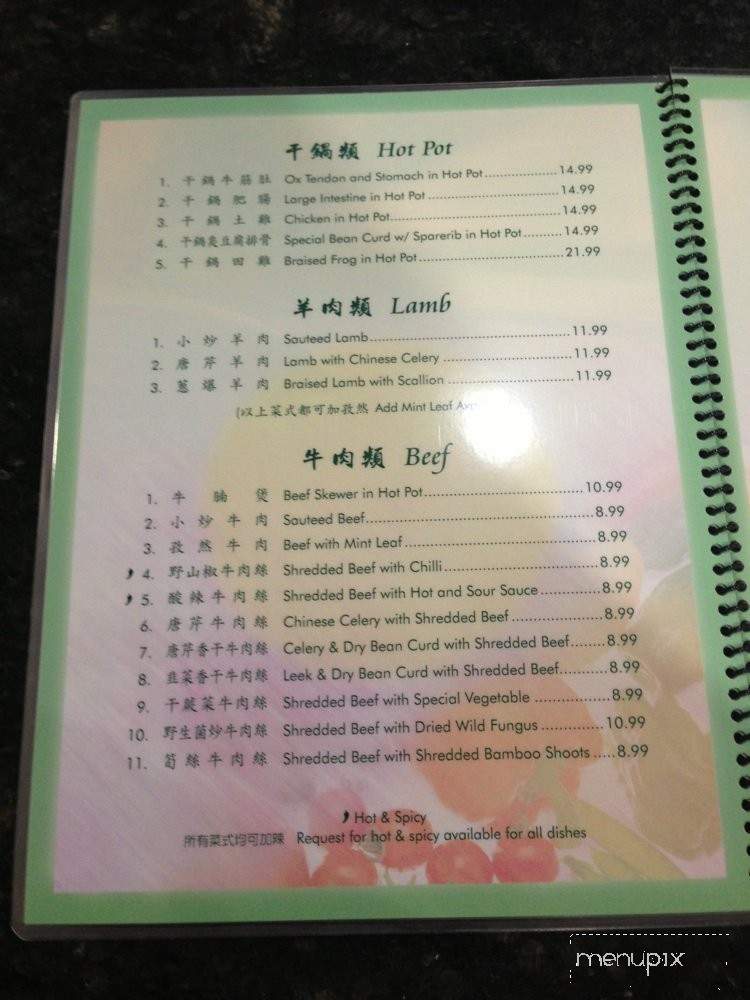 干鍋類 Hot Pot
1. 干鍋牛筋肚 Ox Tendon and Stomach in Hot Pot..................14.99
2. 干鍋肥腸 Large Intestine in Hot Pot.................................14.99
3. 干鍋土雞 Chicken in Hot Pot..........................................14.99
4. 干鍋臭豆腐排骨 Special Bean Curd w/ Sparerib in Hot Pot..........14.99
5. 干鍋田雞 Braised Frog in Hot Pot....................................21.99
羊肉類 Lamb
1. 小炒羊肉 Sauteed Lamb..................................................11.99
2. 唐芹羊肉 Lamb with Chinese Celery ................................11.99
3. 蔥爆羊肉 Braised Lamb with Scallion ...............................11.99
(以上菜式都可加孜然 Add Mint Leaf
牛肉類 Beef
1. 牛腩煲 Beef Skewer in Hot Pot......................................10.99
2. 小炒牛肉 Sauteed Beef....................................................8.99
3. 孜然牛肉 Beef with Mint Leaf...........................................8.99
4. 野山椒牛肉絲 Shredded Beef with Chilli..................................8.99
5. 酸辣牛肉絲 Shredded Beef with Hot and Sour Sauce ..............8.99
6. 唐芹牛肉絲 Chinese Celery with Shredded Beef .....................8.99
7. 唐芹香干牛肉絲 Celery & Dry Bean Curd with Shredded Beef........8.99
8. 韭菜香干牛肉絲 Leek & Dry Bean Curd with Shredded Beef...........8.99
9. 干酸菜牛肉絲 Shredded Beef with Special Vegetable .................8.99
10. 野生菌炒牛肉絲 Shredded Beef with Dried Wild Fungus ..............10.99
11. 筍絲牛肉絲 Shredded Beef with Shredded Bamboo Shoots .....8.99
Hot & Spicy
所有菜式均可加辣 Request for hot & spicy available for all dishes
menupix